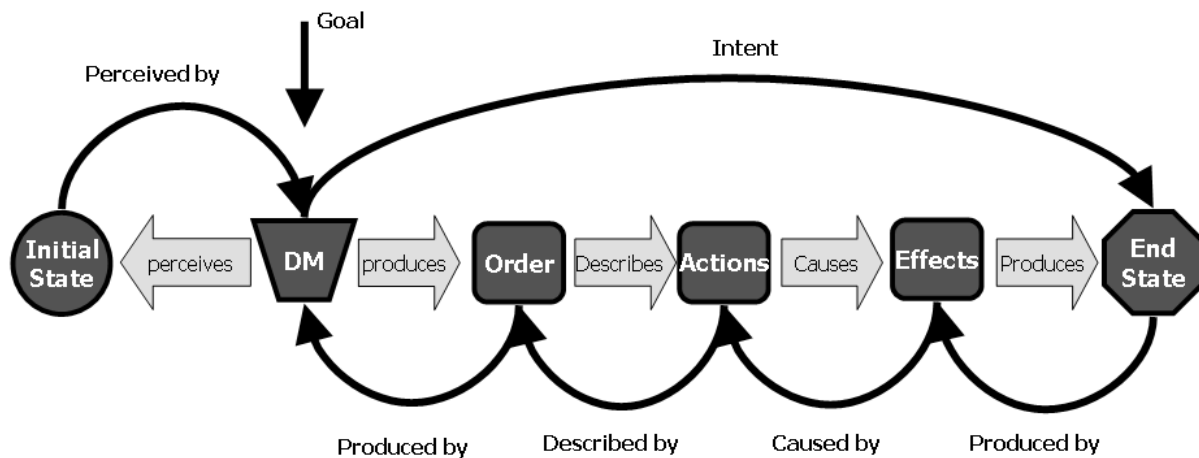 Goal
Intent
Perceived by
Initial
State
perceives
DM
produces
Order
Describes
Actions
Causes
Effects
Produces
End
State
Produced by
Described by
Caused by
Produced by